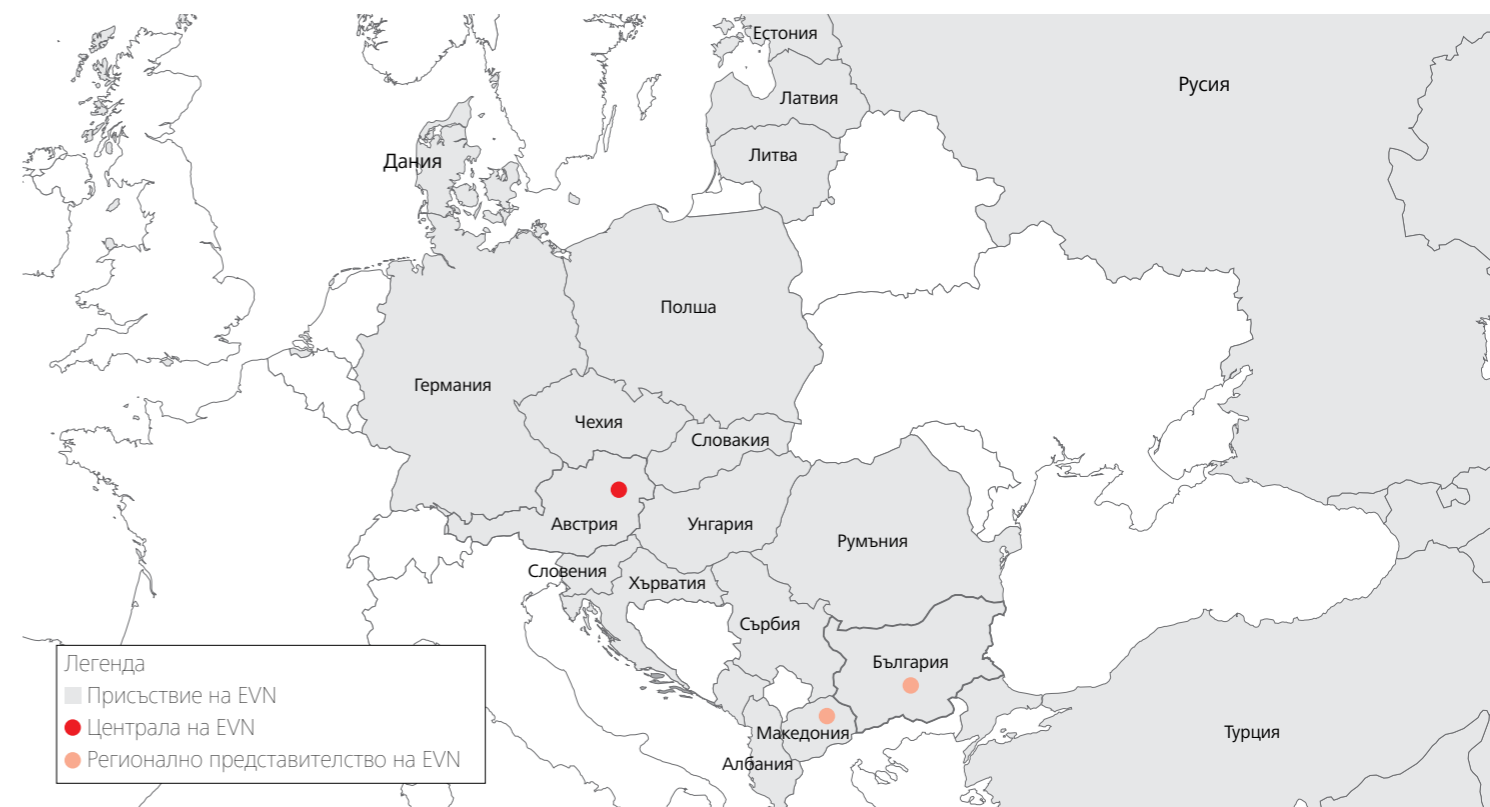 Естония
Русия
Латвия
Литва
Дания
Полша
Германия
Чехия
Словакия
Австрия
Унгария
Румъния
Словения
Хърватия
Сърбия
България
Македония
Албания
Турция
Легенда
Присъствие на EVN
Централа на EVN
Регионално представителство на EVN